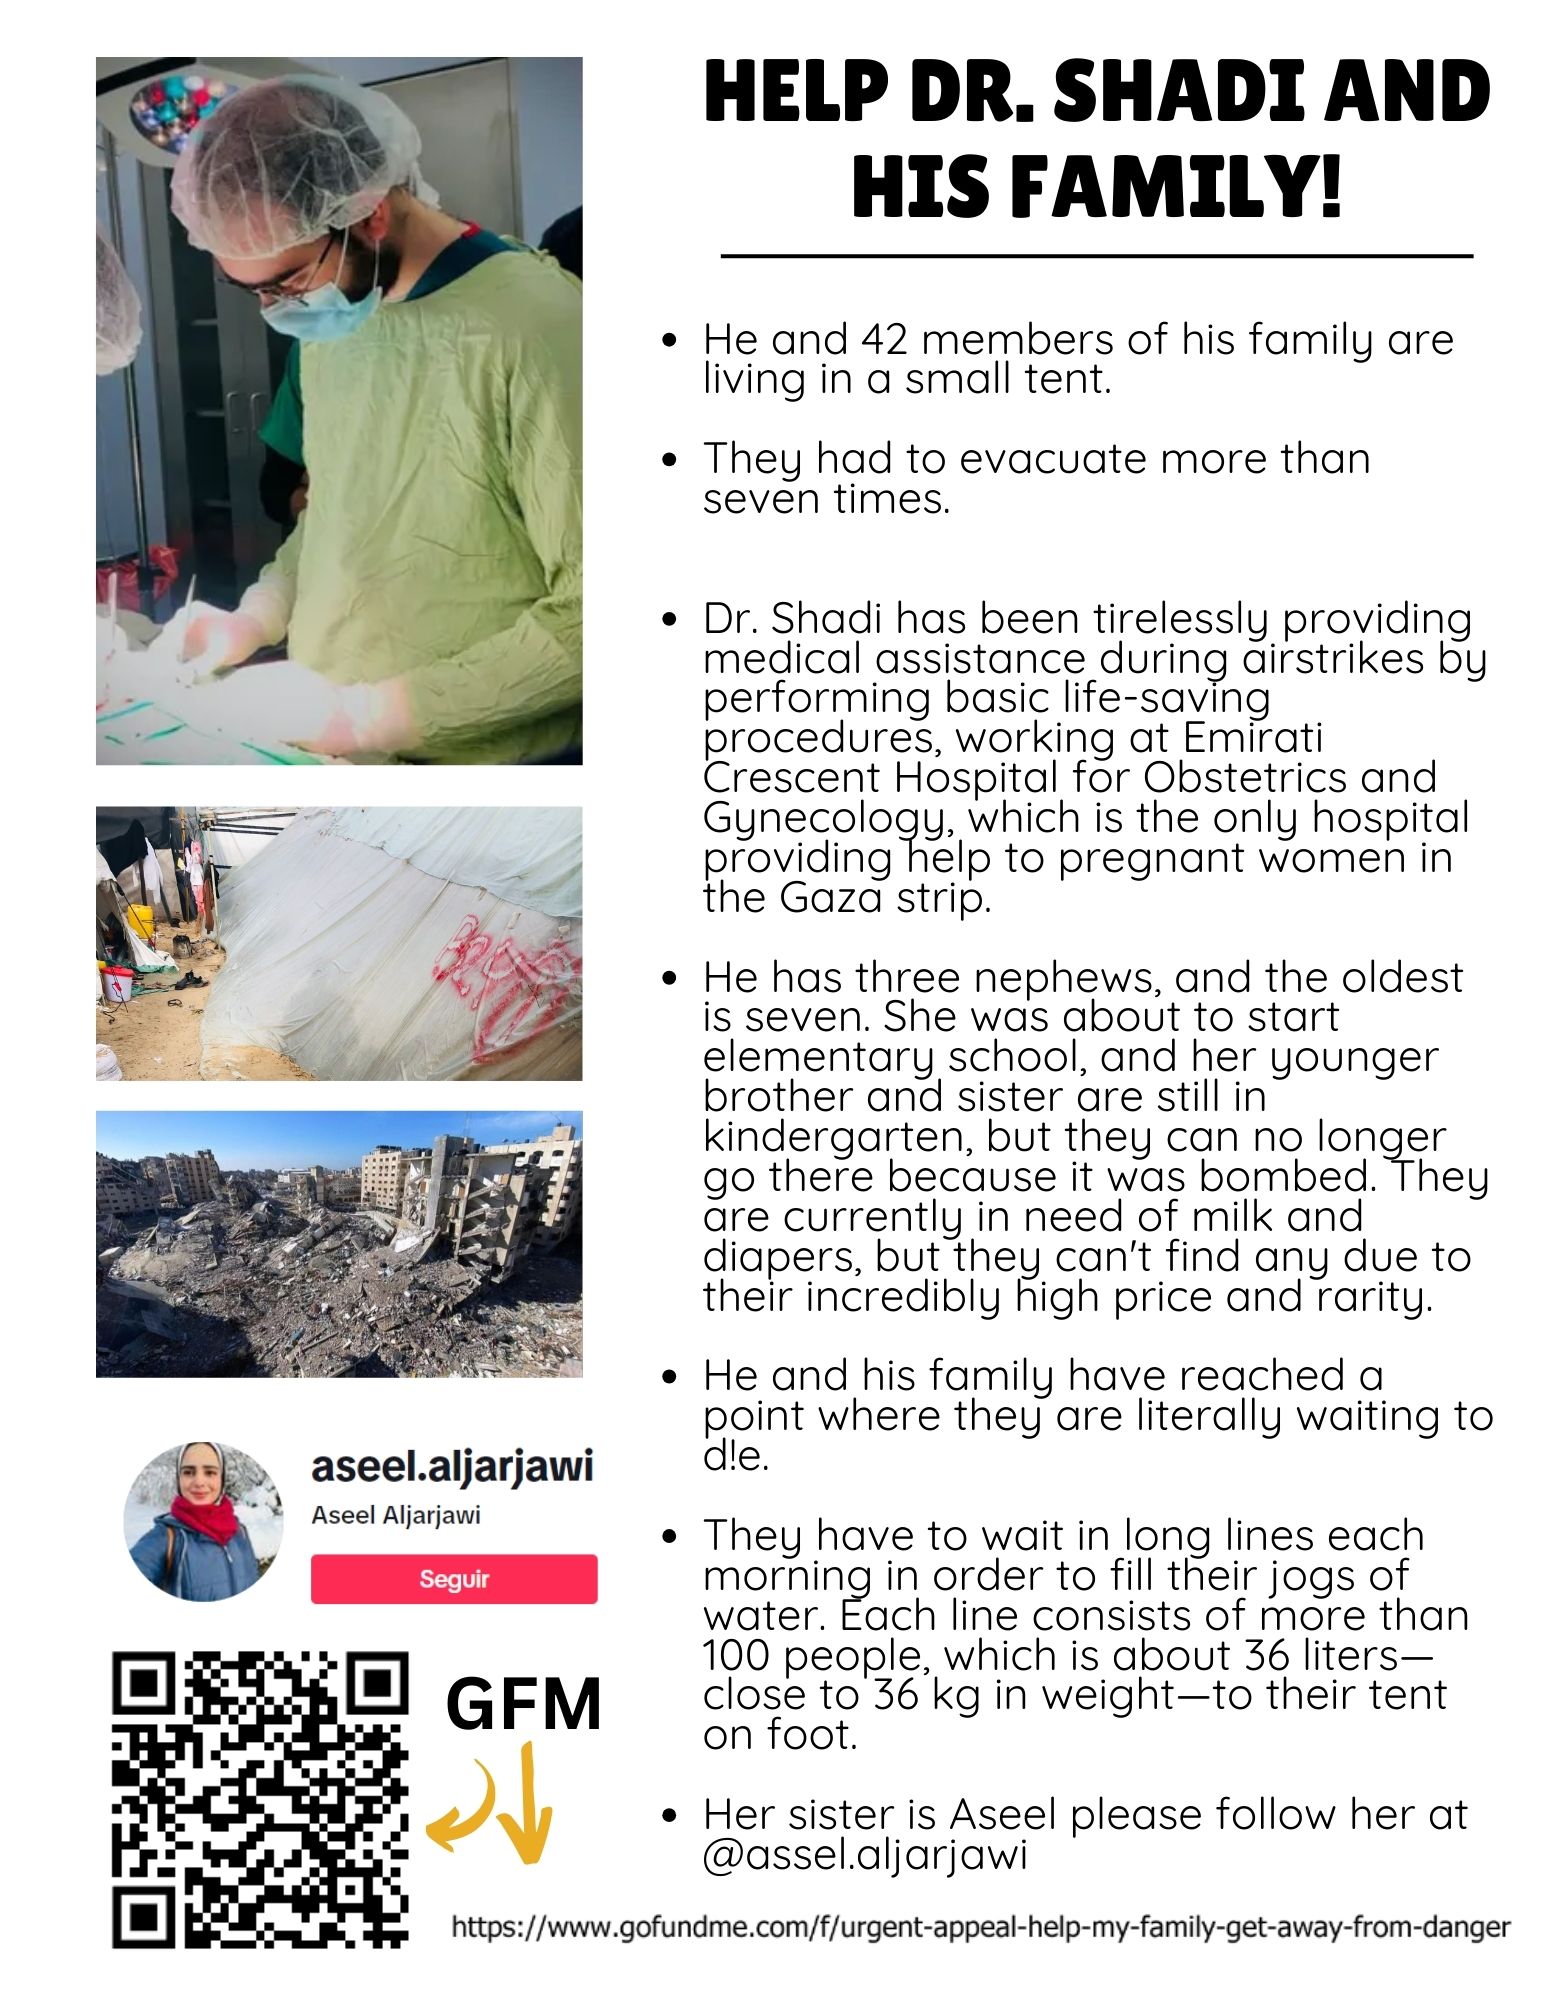 HELP DR. SHADI AND
HIS FAMILY!
He and 42 members of his family are
living in a small tent.
They had to evacuate more than
seven times.
Dr. Shadi has been tirelessly providing
medical assistance during airstrikes by
performing basic life-saving
procedures, working at Emirati
Crescent Hospital for Obstetrics and
Gynecology, which is the only hospital
providing help to pregnant women in
the Gaza strip.
He has three nephews, and the oldest
is seven. She was about to start
elementary school, and her younger
brother and sister are still in
kindergarten, but they can no longer
go there because it was bombed. They
are currently in need of milk and
diapers, but they can't find any due to
their incredibly high price and rarity.
He and his family have reached a
point where they are literally waiting to
d!e.
They have to wait in long lines each
morning in order to fill their jogs of
water. Each line consists of more than
100 people, which is about 36 liters—
close to 36 kg in weight—to their tent
on foot.
Her sister is Aseel please follow her at
@assel.aljarjawi
aseel.aljarjawi
Aseel Aljarjawi
Seguir
GFM
https://www.gofundme.com/f/urgent-appeal-help-my-family-get-away-from-danger